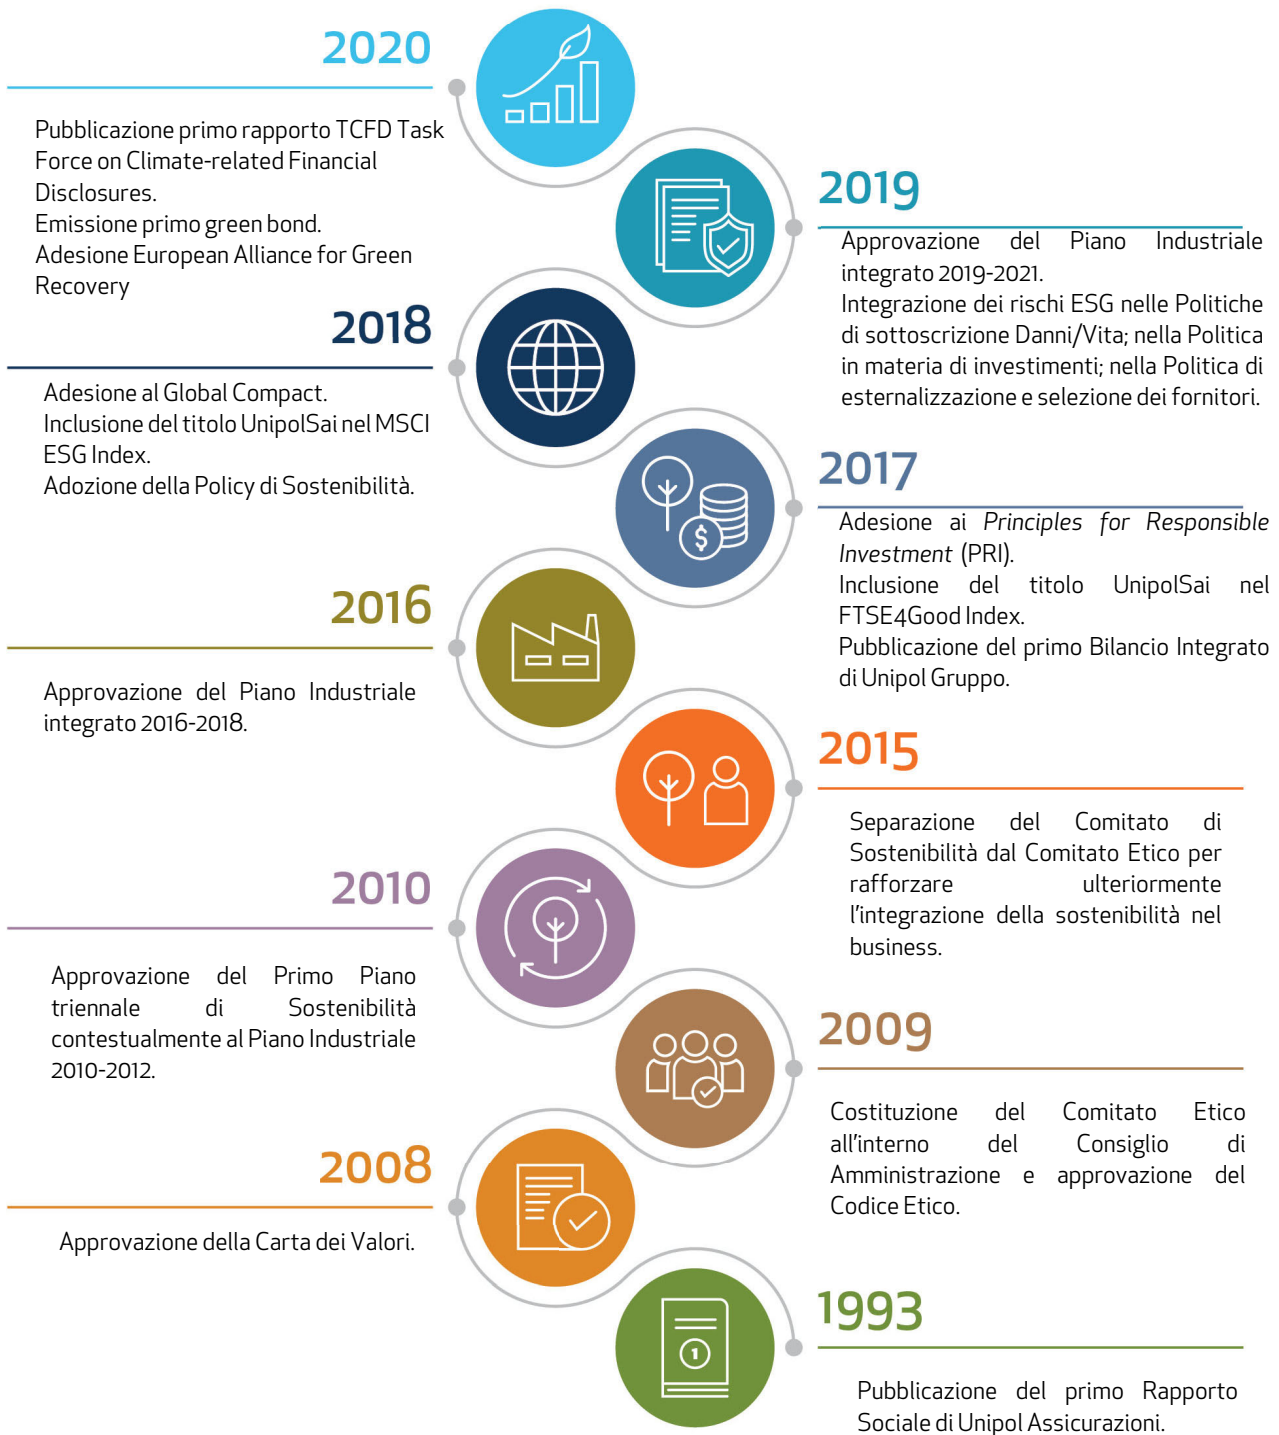 2020
Pubblicazione primo rapporto TCFD Task
Force on Climate-related Financial
Disclosures.
Emissione primo green bond.
Adesione European Alliance for Green
Recovery
2019
Approvazione del Piano Industriale
integrato 2019-2021.
Integrazione dei rischi ESG nelle Politiche
di sottoscrizione Danni/Vita; nella Politica
in materia di investimenti; nella Politica di
esternalizzazione e selezione dei fornitori.
2018
Adesione al Global Compact.
Inclusione del titolo UnipolSai nel MSCI
ESG Index.
Adozione della Policy di Sostenibilità.
2017
Adesione ai Principles for Responsible
Investment (PRI).
Inclusione del titolo UnipolSai nel
FTSE4Good Index.
Pubblicazione del primo Bilancio Integrato
di Unipol Gruppo.
$
2016
Approvazione del Piano Industriale
integrato 2016-2018.
2015
Separazione del Comitato di
Sostenibilità dal Comitato Etico per
rafforzare ulteriormente
l'integrazione della sostenibilità nel
business.
2010
Approvazione del Primo Piano
triennale di Sostenibilità
contestualmente al Piano Industriale
2010-2012.
2009
Costituzione del Comitato Etico
all'interno del Consiglio di
Amministrazione e approvazione del
Codice Etico.
2008
Approvazione della Carta dei Valori.
1993
1
Pubblicazione del primo Rapporto
Sociale di Unipol Assicurazioni.